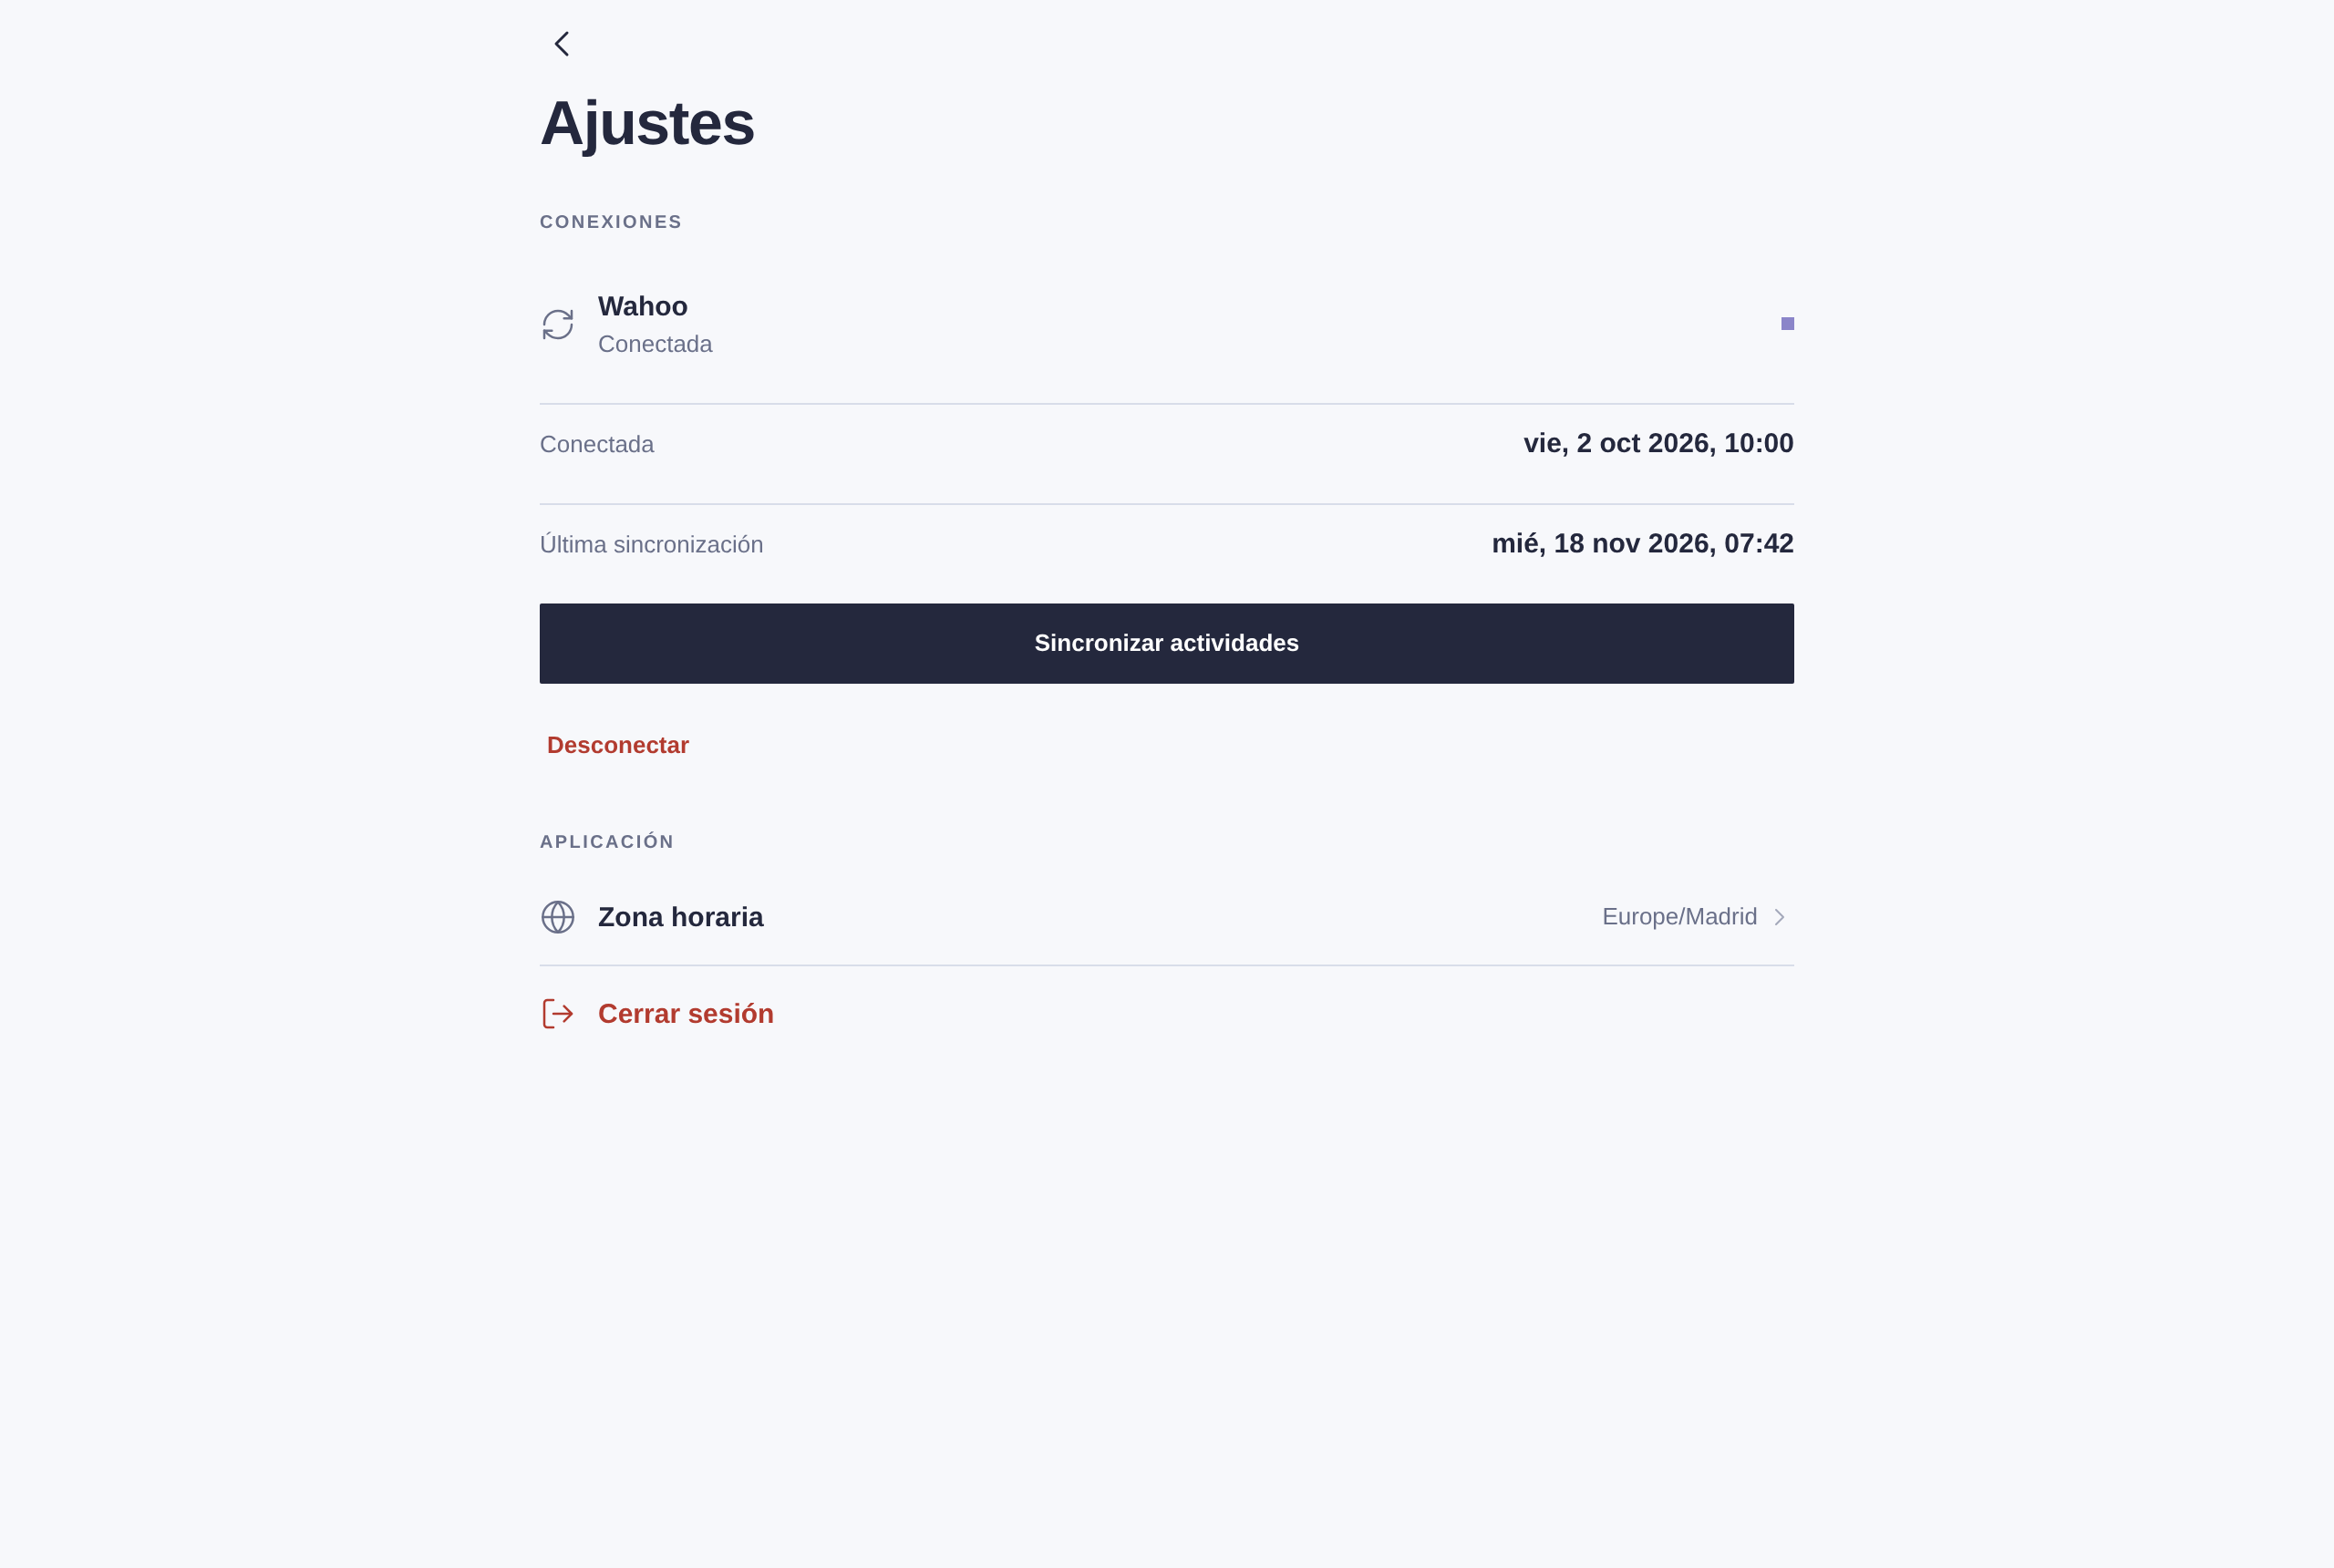 Ajustes
CONEXIONES
Wahoo
Conectada
Conectada vie, 2 oct 2026, 10:00
Última sincronización mié, 18 nov 2026, 07:42
Sincronizar actividades
Desconectar
APLICACIÓN
Zona horaria Europe/Madrid
Cerrar sesión